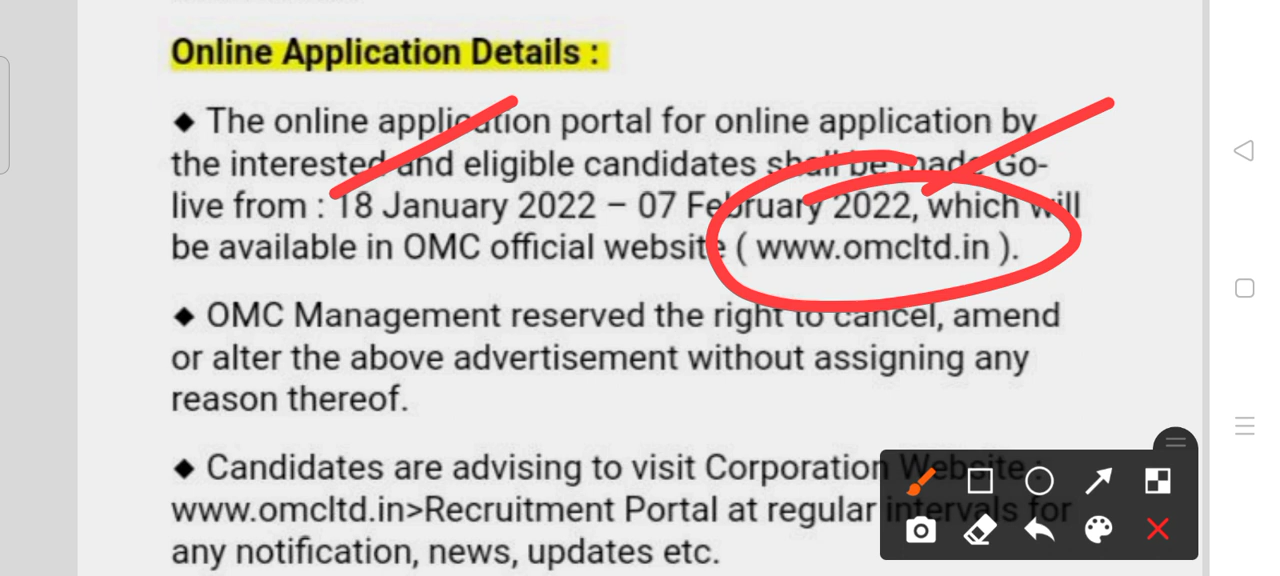 Online Application Details :
◆ The online application portal for online application by
the interested and eligible candidates shall be made Go-
live from : 18 January 2022 – 07 February 2022, which will
be available in OMC official website ( www.omcltd.in ).
◆ OMC Management reserved the right to cancel, amend
or alter the above advertisement without assigning any
reason thereof.
◆ Candidates are advising to visit Corporation Website :
www.omcltd.in>Recruitment Portal at regular intervals for
any notification, news, updates etc.